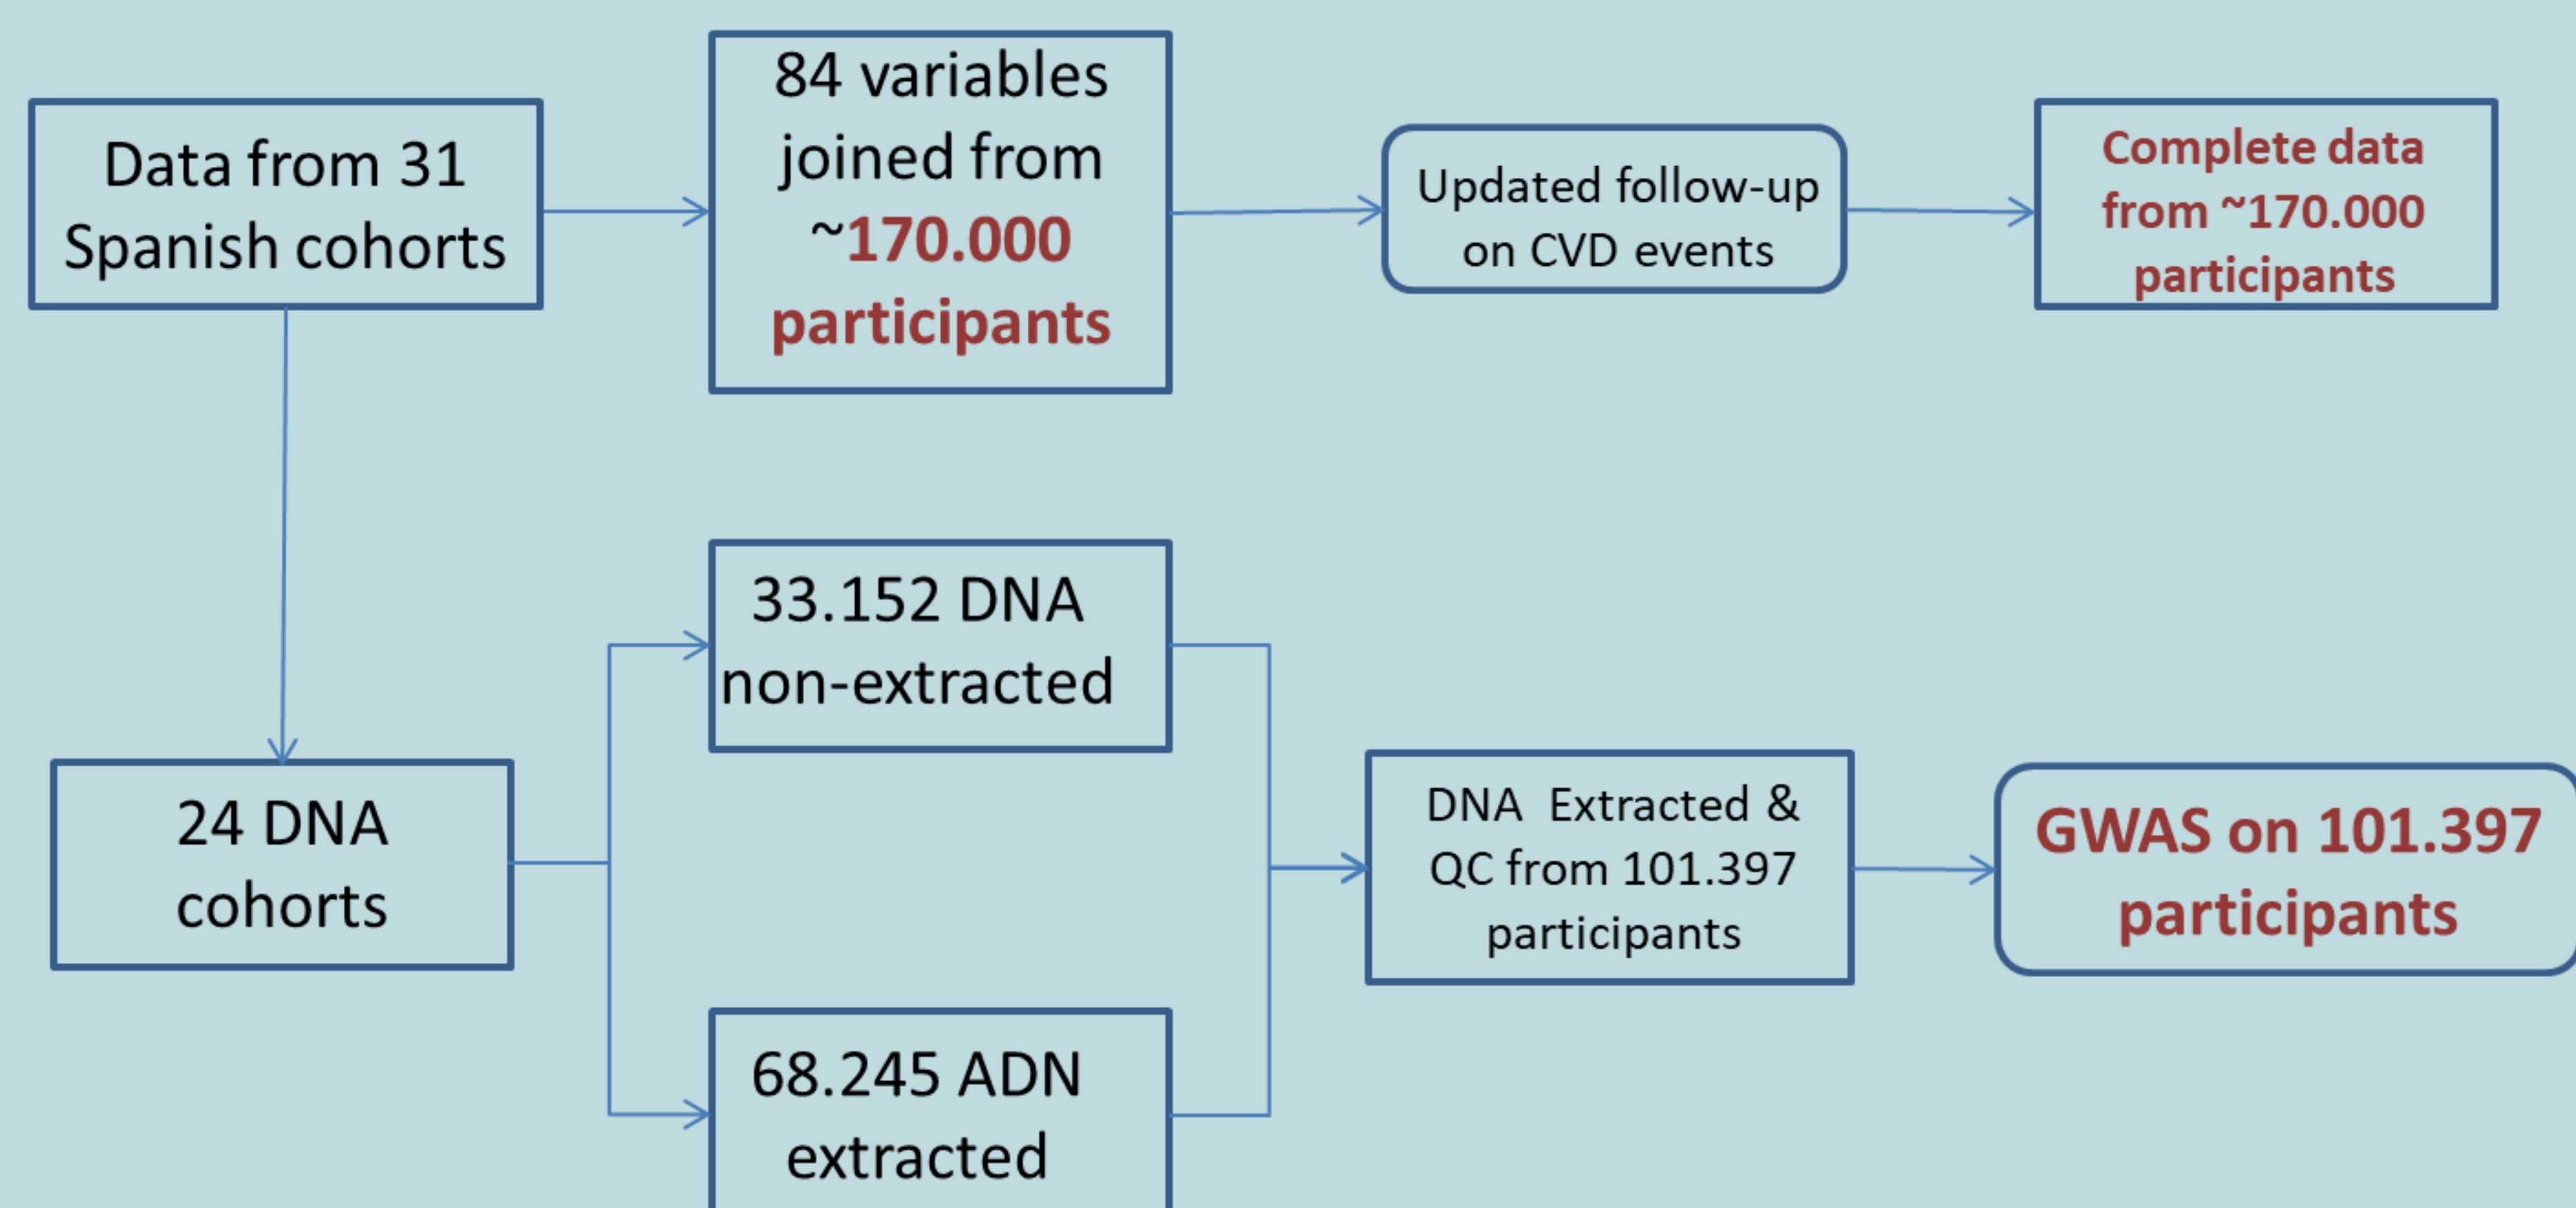 Data from 31
Spanish cohorts
84 variables
joined from
~170.000
participants
Updated follow-up
on CVD events
Complete data
from ~170.000
participants
24 DNA
cohorts
33.152 DNA
non-extracted
68.245 ADN
extracted
DNA  Extracted &
QC from 101.397
participants
GWAS on 101.397
participants